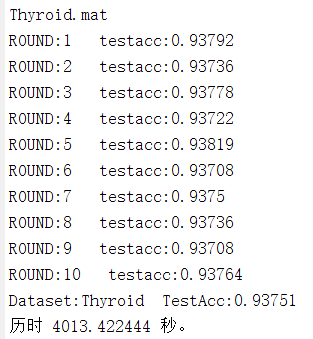 Thyroid.mat
ROUND:1   testacc:0.93792
ROUND:2   testacc:0.93736
ROUND:3   testacc:0.93778
ROUND:4   testacc:0.93722
ROUND:5   testacc:0.93819
ROUND:6   testacc:0.93708
ROUND:7   testacc:0.9375
ROUND:8   testacc:0.93736
ROUND:9   testacc:0.93708
ROUND:10   testacc:0.93764
Dataset:Thyroid  TestAcc:0.93751
历时 4013.422444 秒。